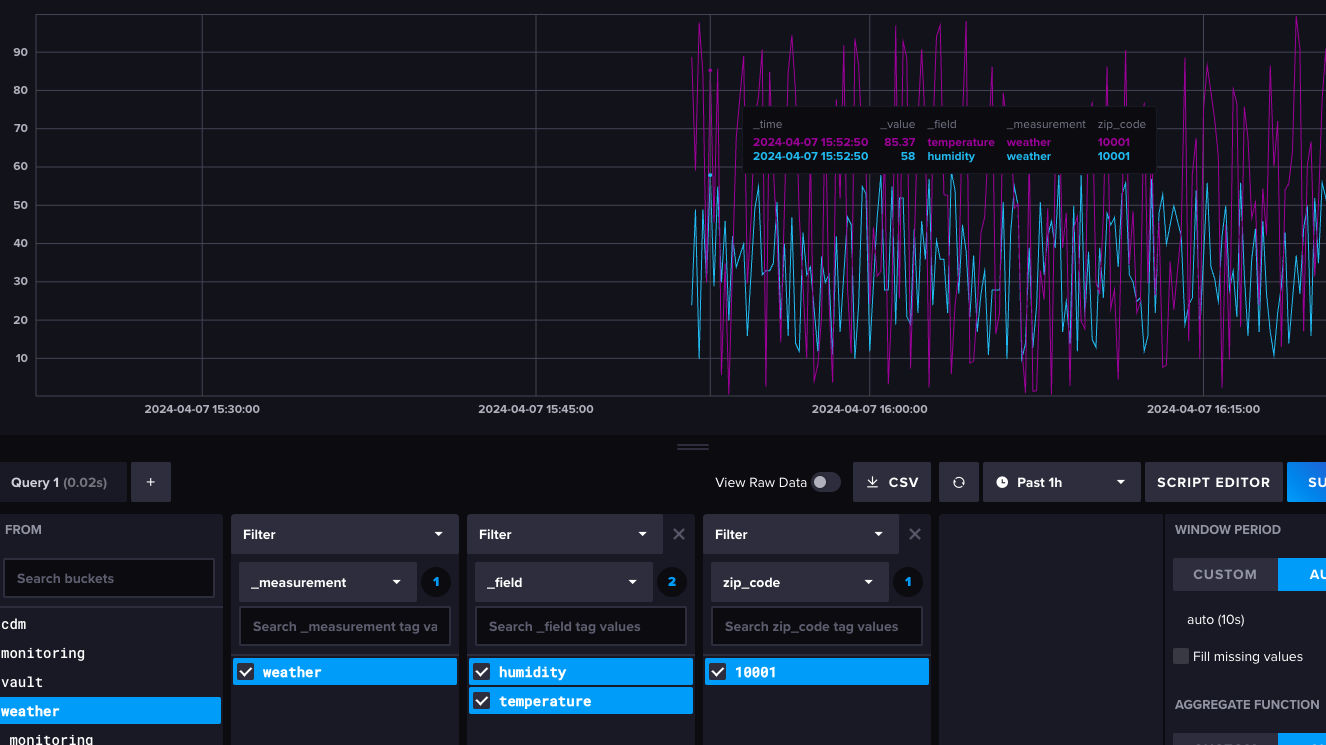 90
80
70
60
50
40
30
20
10
_time _value _field _measurement zip_code
2024-04-07 15:52:50 85.37 temperature weather 10001
2024-04-07 15:52:50 58 humidity weather 10001
2024-04-07 15:30:00 2024-04-07 15:45:00 2024-04-07 16:00:00 2024-04-07 16:15:00
Query 1 (0.02s) + View Raw Data CSV Past 1h SCRIPT EDITOR SU
FROM
Search buckets
cdm
monitoring
vault
weather
_monitoring
Filter
_measurement 1
Search _measurement tag va
weather
Filter
_field 2
Search _field tag values
humidity
temperature
Filter
zip_code 1
Search zip_code tag values
10001
WINDOW PERIOD
CUSTOM AU
auto (10s)
Fill missing values
AGGREGATE FUNCTION